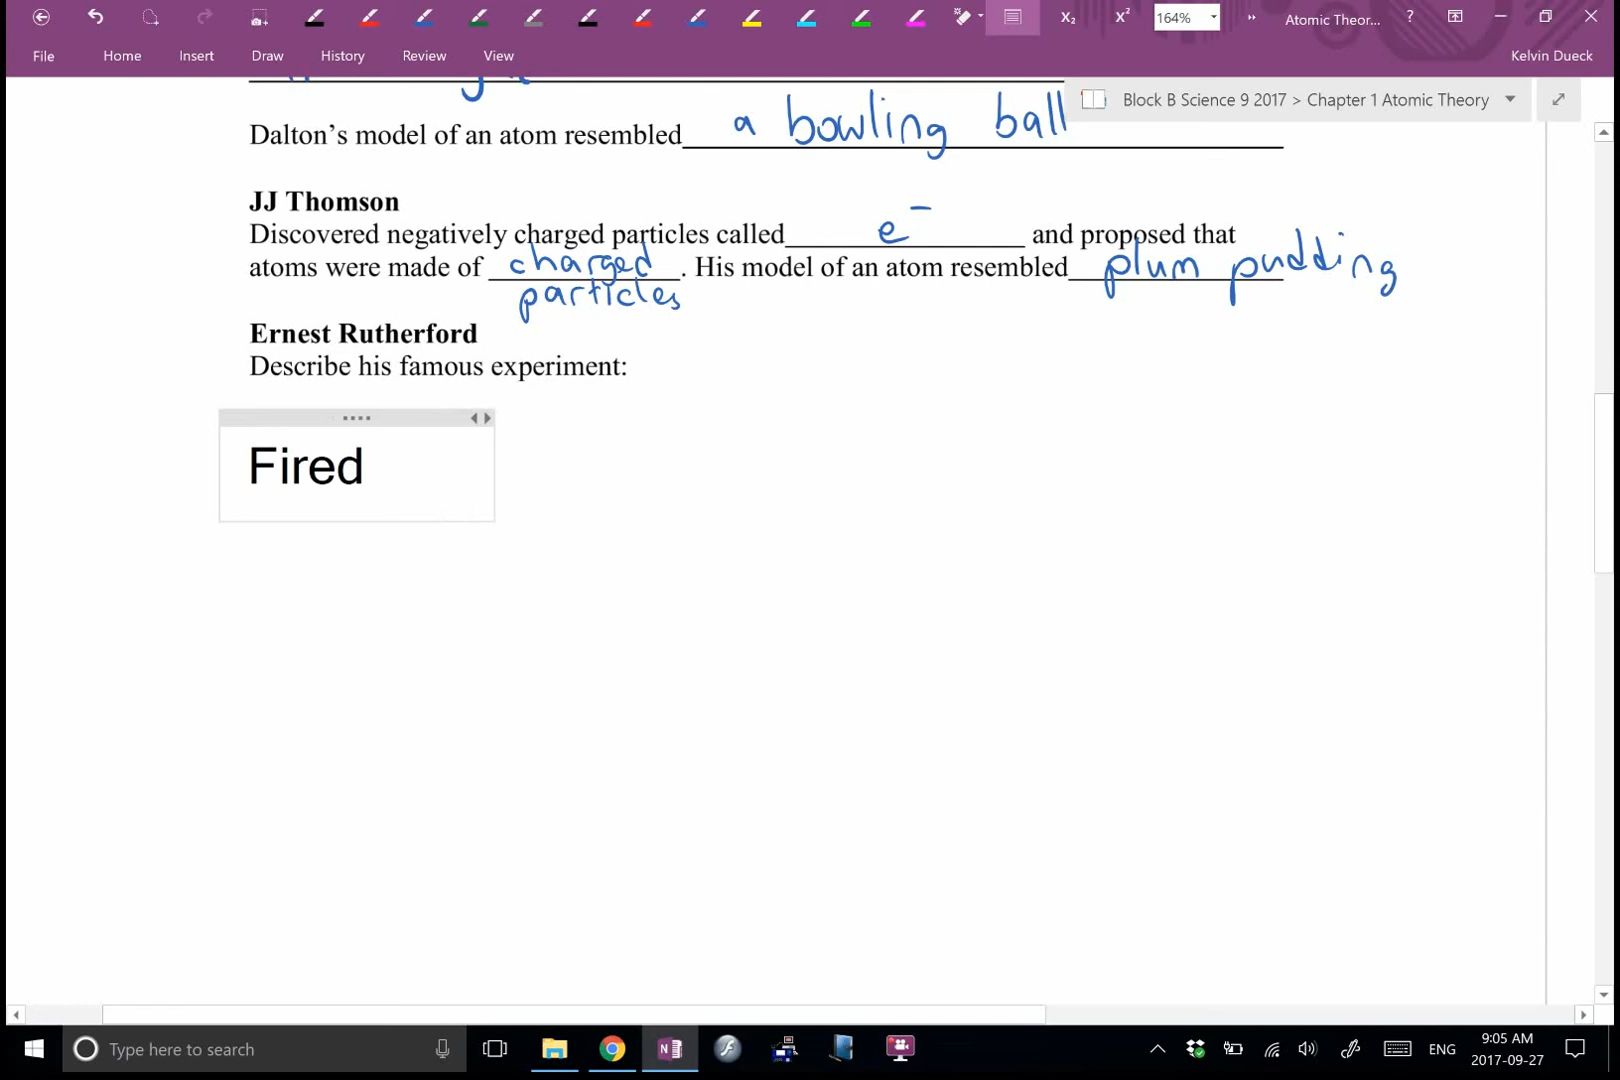 164%
Atomic Theor...
?
File
Home
Insert
Draw
History
Review
View
Kelvin Dueck
X₂
X²
Block B Science 9 2017 > Chapter 1 Atomic Theory
Dalton’s model of an atom resembled a bowling ball
JJ Thomson
Discovered negatively charged particles called e⁻ and proposed that
atoms were made of charged particles. His model of an atom resembled plum pudding
Ernest Rutherford
Describe his famous experiment:
Fired
Type here to search
ENG
9:05 AM
2017-09-27